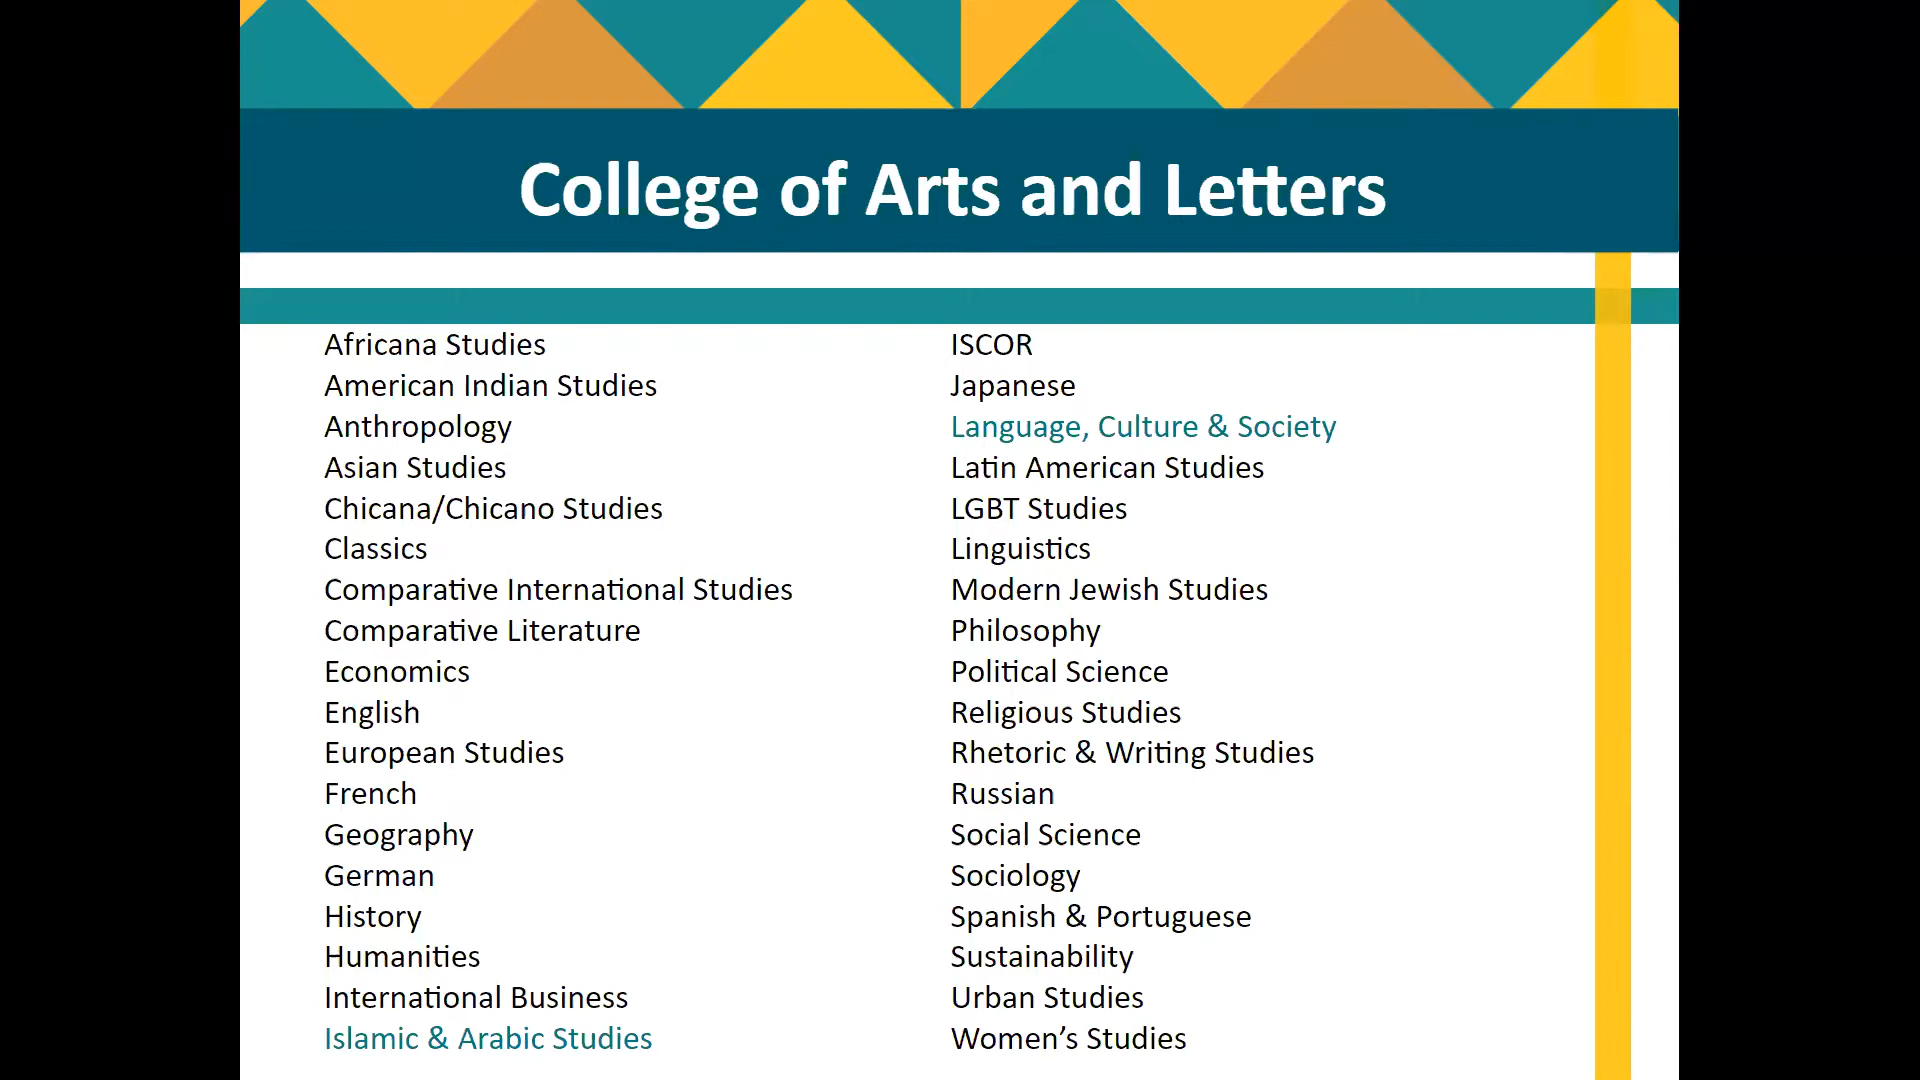 College of Arts and Letters
Africana Studies
American Indian Studies
Anthropology
Asian Studies
Chicana/Chicano Studies
Classics
Comparative International Studies
Comparative Literature
Economics
English
European Studies
French
Geography
German
History
Humanities
International Business
Islamic & Arabic Studies
ISCOR
Japanese
Language, Culture & Society
Latin American Studies
LGBT Studies
Linguistics
Modern Jewish Studies
Philosophy
Political Science
Religious Studies
Rhetoric & Writing Studies
Russian
Social Science
Sociology
Spanish & Portuguese
Sustainability
Urban Studies
Women’s Studies